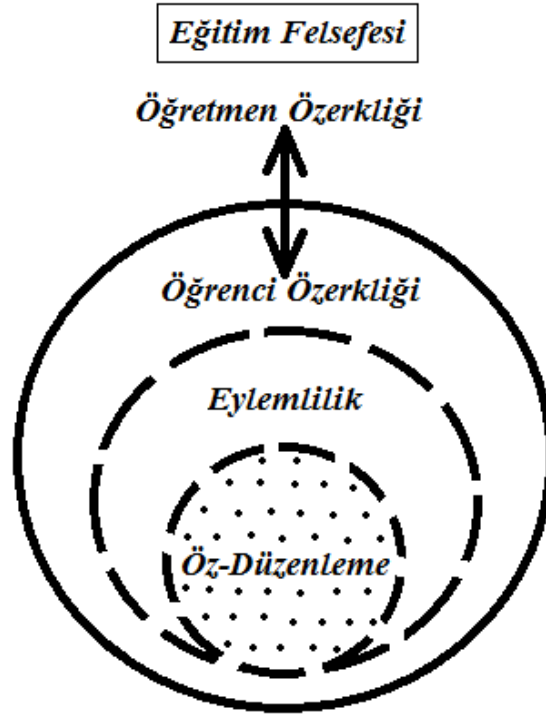 Eğitim Felsefesi
Öğretmen Özerkliği
Öğrenci Özerkliği
Eylemlilik
Öz-Düzenleme